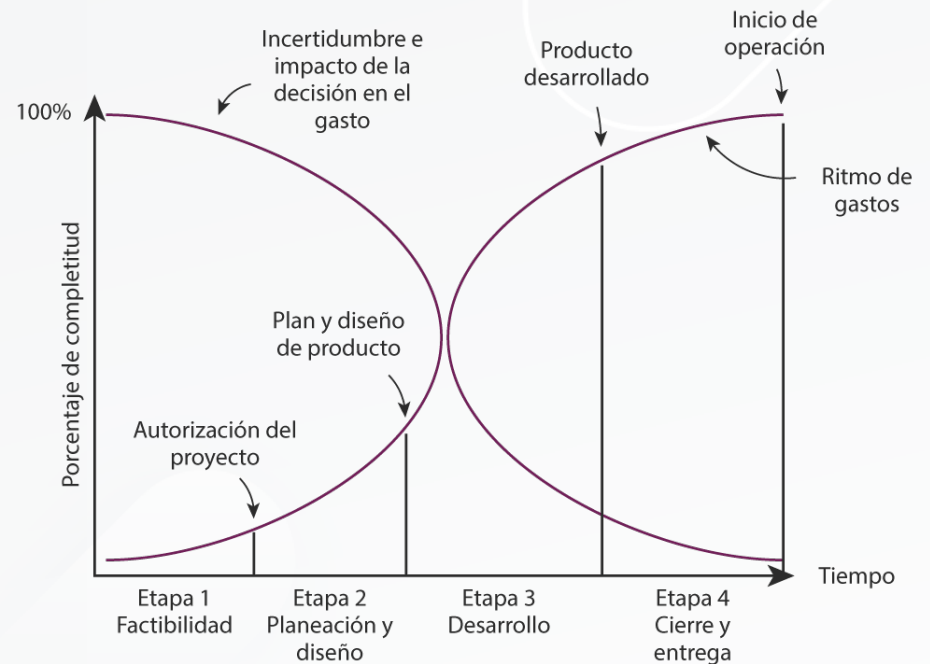 Incertidumbre e
impacto de la
decisión en el
gasto
Producto
desarrollado
Inicio de
operación
100%
Ritmo de
gastos
Porcentaje de completitud
Plan y diseño
de producto
Autorización del
proyecto
Tiempo
Etapa 1
Factibilidad
Etapa 2
Planeación y
diseño
Etapa 3
Desarrollo
Etapa 4
Cierre y
entrega